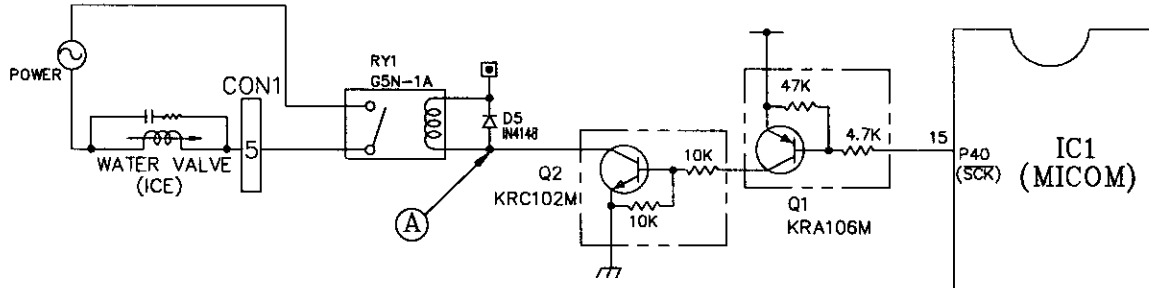 POWER
CON1
5
WATER VALVE
(ICE)
RY1
G5N-1A
D5
IN4148
A
Q2
KRC102M
10K
10K
47K
4.7K
Q1
KRA106M
15
P40
(SCK)
IC1
(MICOM)